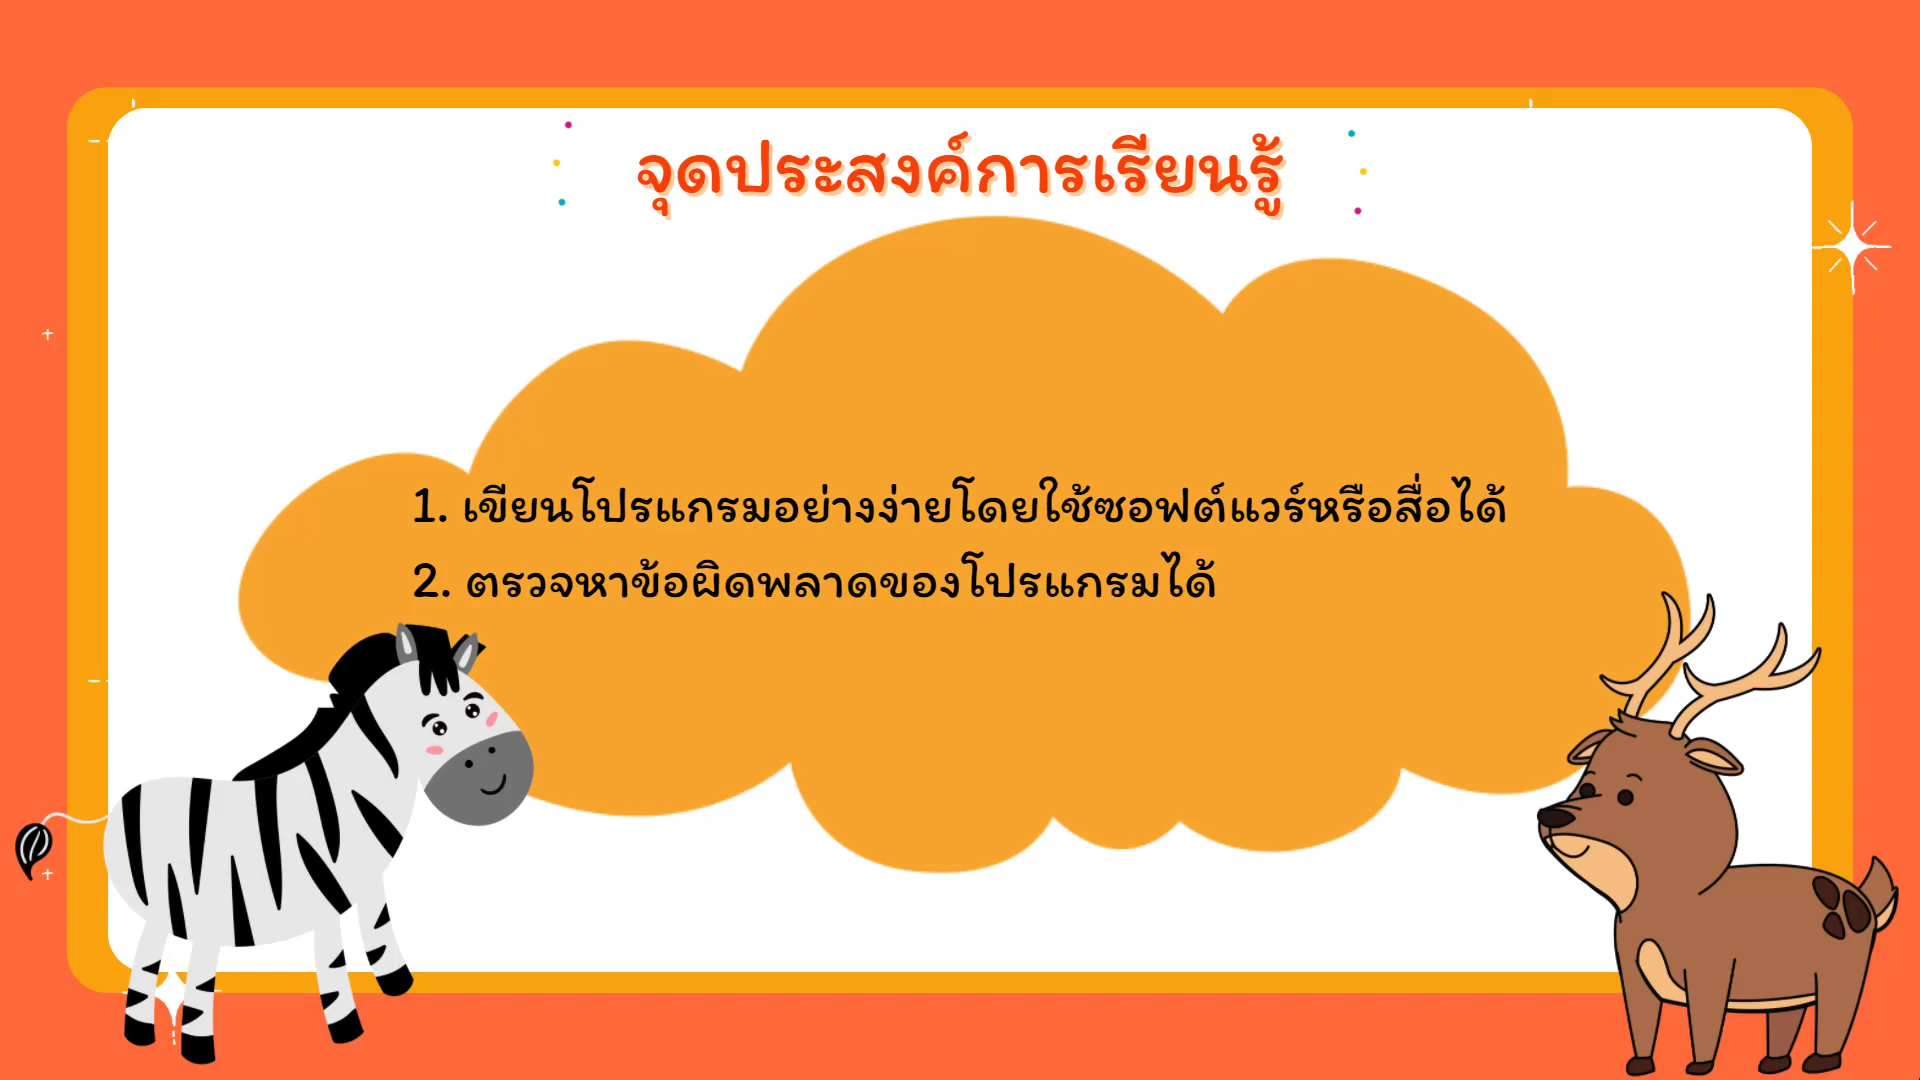 จุดประสงค์การเรียนรู้
1. เขียนโปรแกรมอย่างง่ายโดยใช้ซอฟต์แวร์หรือสื่อได้
2. ตรวจหาข้อผิดพลาดของโปรแกรมได้